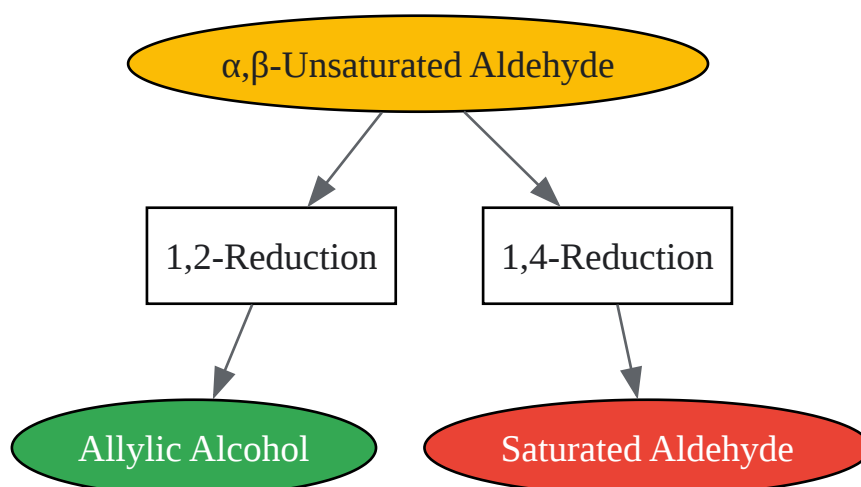 α,β-Unsaturated Aldehyde
1,2-Reduction
1,4-Reduction
Allylic Alcohol
Saturated Aldehyde